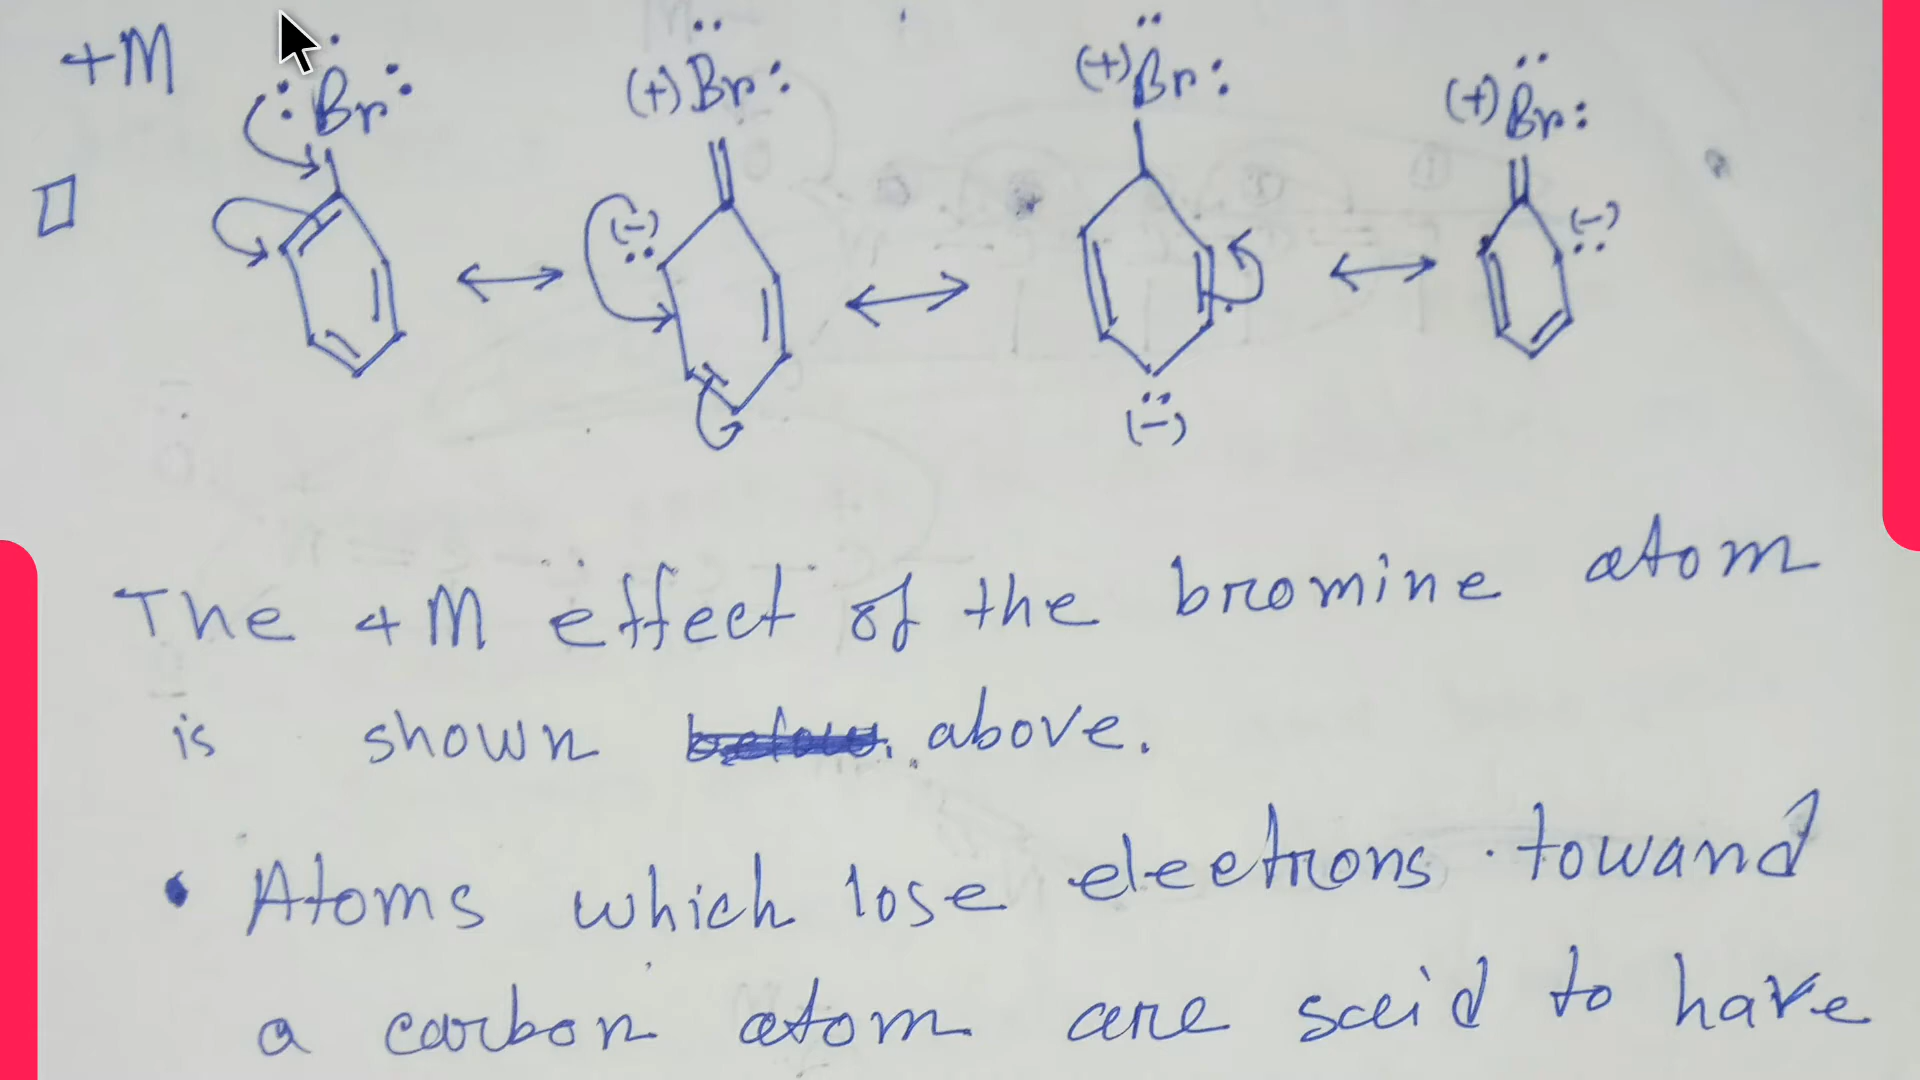 +M
:Br:
(+)Br:
(+)Br:
(+)Br:
(-)
(-)
(-)
The +M effect of the bromine atom
is shown above.
• Atoms which lose electrons toward
a carbon atom are said to have